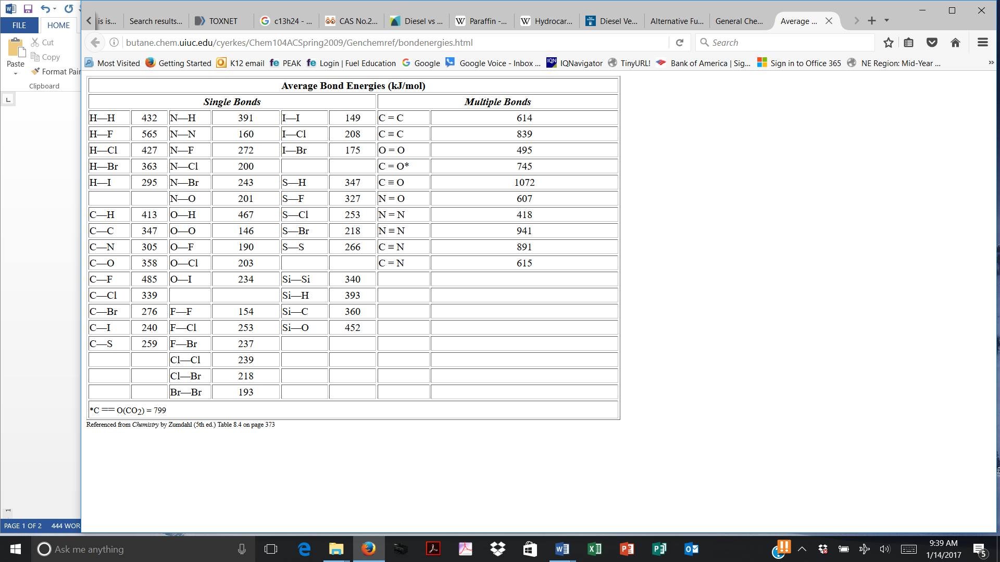 is is...
Search results...
TOXNET
c13h24 - ...
CAS No.2...
Diesel vs ...
Paraffin -...
Hydrocar...
Diesel Ve...
Alternative Fu...
General Che...
Average ...
FILE
HOME
butane.chem.uiuc.edu/cyerkes/Chem104ACSpring2009/Genchemref/bondenergies.html
Search
Cut
Copy
Paste
Format Pai
Clipboard
Most Visited
Getting Started
K12 email
PEAK
Login | Fuel Education
Google
Google Voice - Inbox ...
IQNavigator
TinyURL!
Bank of America | Sig...
Sign in to Office 365
NE Region: Mid-Year ...
Average Bond Energies (kJ/mol)
Single Bonds Multiple Bonds
H—H 432 N—H 391 I—I 149 C = C 614
H—F 565 N—N 160 I—Cl 208 C ≡ C 839
H—Cl 427 N—F 272 I—Br 175 O = O 495
H—Br 363 N—Cl 200 C = O* 745
H—I 295 N—Br 243 S—H 347 C ≡ O 1072
N—O 201 S—F 327 N = O 607
C—H 413 O—H 467 S—Cl 253 N = N 418
C—C 347 O—O 146 S—Br 218 N ≡ N 941
C—N 305 O—F 190 S—S 266 C ≡ N 891
C—O 358 O—Cl 203 C = N 615
C—F 485 O—I 234 Si—Si 340
C—Cl 339 Si—H 393
C—Br 276 F—F 154 Si—C 360
C—I 240 F—Cl 253 Si—O 452
C—S 259 F—Br 237
Cl—Cl 239
Cl—Br 218
Br—Br 193
*C == O(CO2) = 799
Referenced from Chemistry by Zumdahl (5th ed.) Table 8.4 on page 373
PAGE 1 OF 2 444 WOR
Ask me anything
9:39 AM
1/14/2017
5